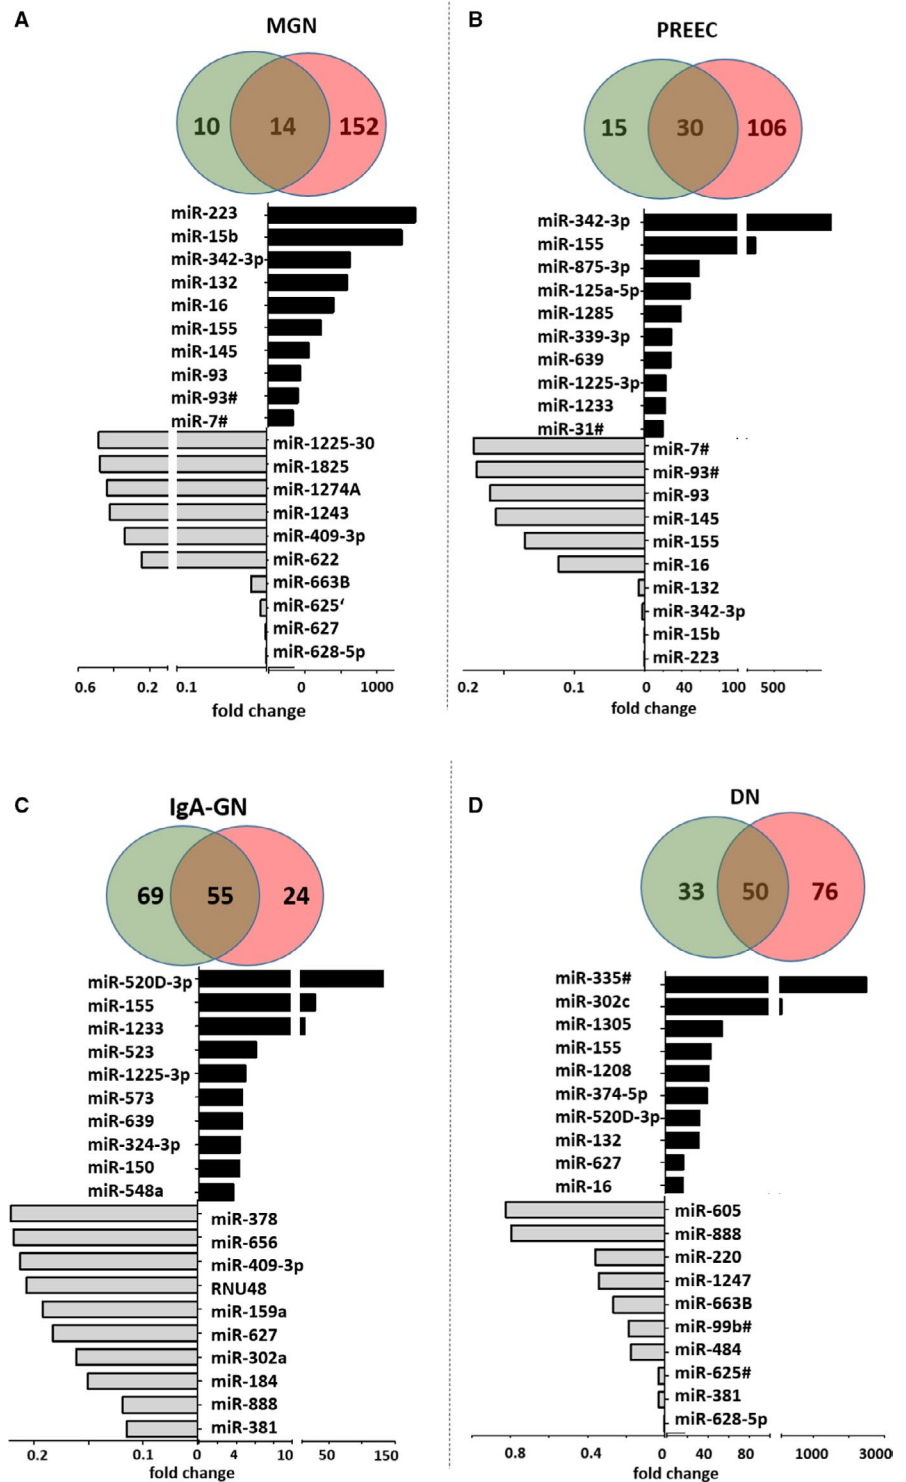 A
MGN
10 14 152
miR-223
miR-15b
miR-342-3p
miR-132
miR-16
miR-155
miR-145
miR-93
miR-93#
miR-7#
miR-1225-30
miR-1825
miR-1274A
miR-1243
miR-409-3p
miR-622
miR-663B
miR-625‘
miR-627
miR-628-5p
0.6 0.2 0.1 0 1000
fold change
B
PREEC
15 30 106
miR-342-3p
miR-155
miR-875-3p
miR-125a-5p
miR-1285
miR-339-3p
miR-639
miR-1225-3p
miR-1233
miR-31#
miR-7#
miR-93#
miR-93
miR-145
miR-155
miR-16
miR-132
miR-342-3p
miR-15b
miR-223
0.2 0.1 0 40 100 500
fold change
C
IgA-GN
69 55 24
miR-520D-3p
miR-155
miR-1233
miR-523
miR-1225-3p
miR-573
miR-639
miR-324-3p
miR-150
miR-548a
miR-378
miR-656
miR-409-3p
RNU48
miR-159a
miR-627
miR-302a
miR-184
miR-888
miR-381
0.2 0.1 0 4 10 50 150
fold change
D
DN
33 50 76
miR-335#
miR-302c
miR-1305
miR-155
miR-1208
miR-374-5p
miR-520D-3p
miR-132
miR-627
miR-16
miR-605
miR-888
miR-220
miR-1247
miR-663B
miR-99b#
miR-484
miR-625#
miR-381
miR-628-5p
0.8 0.4 0 40 80 1000 3000
fold change